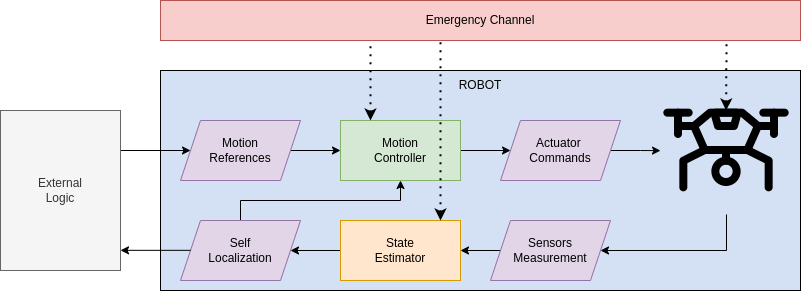 Emergency Channel
ROBOT
External
Logic
Motion
References
Motion
Controller
Actuator
Commands
Self
Localization
State
Estimator
Sensors
Measurement